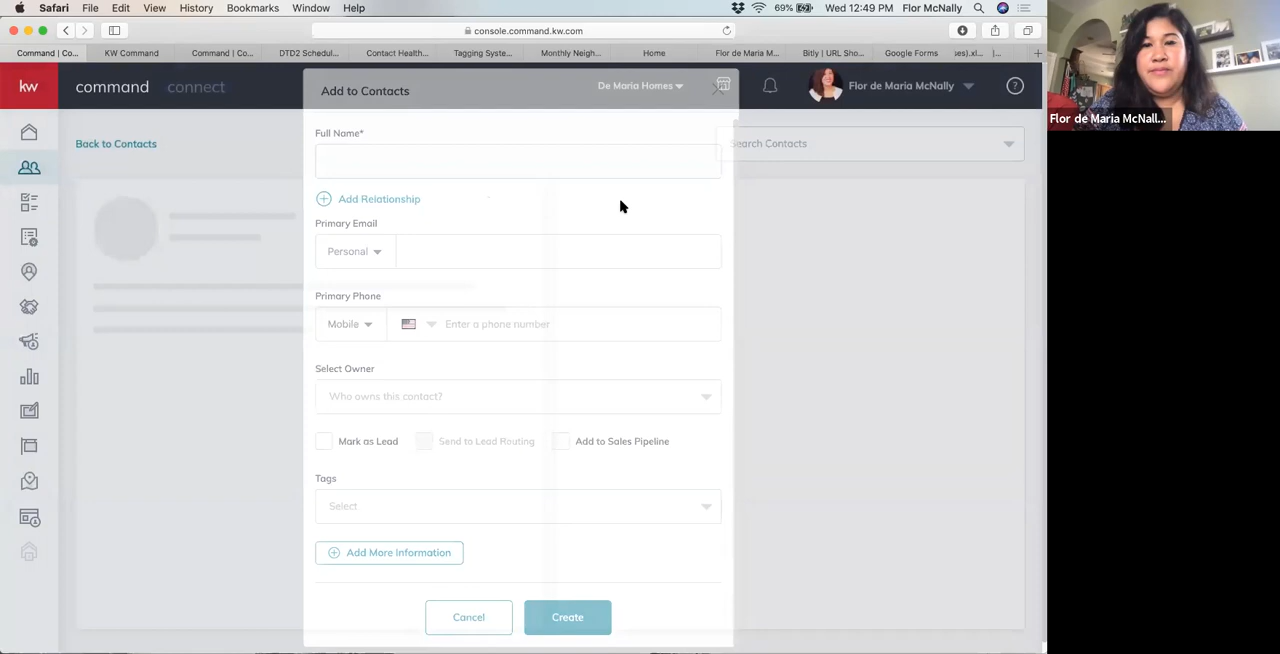 Safari File Edit View History Bookmarks Window Help 69% Wed 12:49 PM Flor McNally
console.command.kw.com
Command | Co... KW Command Command | Co... DTD2 Schedul... Contact Health... Tagging Syste... Monthly Neigh... Home Flor de Maria M... Bitly | URL Sho... Google Forms ses).xl...
kw command connect De Maria Homes Flor de Maria McNally ?
Add to Contacts
Flor de Maria McNall...
Back to Contacts
Search Contacts
Full Name*
Add Relationship
Primary Email
Personal
Primary Phone
Mobile Enter a phone number
Select Owner
Who owns this contact?
Mark as Lead Send to Lead Routing Add to Sales Pipeline
Tags
Select
Add More Information
Cancel Create